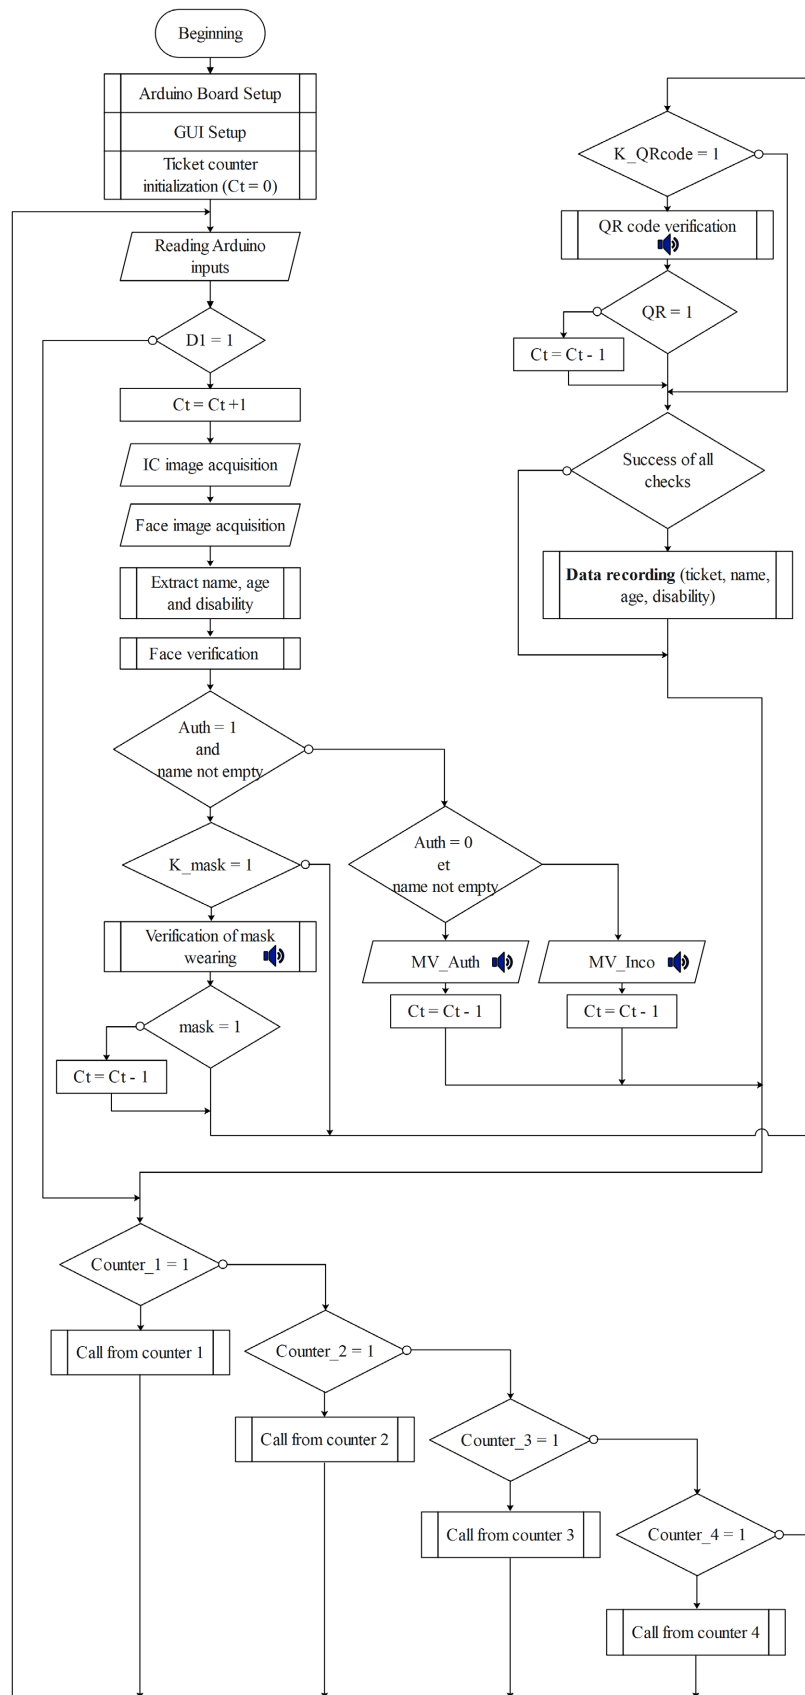 Beginning
Arduino Board Setup
GUI Setup
Ticket counter
initialization (Ct = 0)
Reading Arduino
inputs
D1 = 1
Ct = Ct +1
IC image acquisition
Face image acquisition
Extract name, age
and disability
Face verification
Auth = 1
and
name not empty
K_mask = 1
Verification of mask
wearing
mask = 1
Ct = Ct - 1
Auth = 0
et
name not empty
MV_Auth
Ct = Ct - 1
MV_Inco
Ct = Ct - 1
K_QRcode = 1
QR code verification
QR = 1
Ct = Ct - 1
Success of all
checks
Data recording (ticket, name,
age, disability)
Counter_1 = 1
Call from counter 1
Counter_2 = 1
Call from counter 2
Counter_3 = 1
Call from counter 3
Counter_4 = 1
Call from counter 4